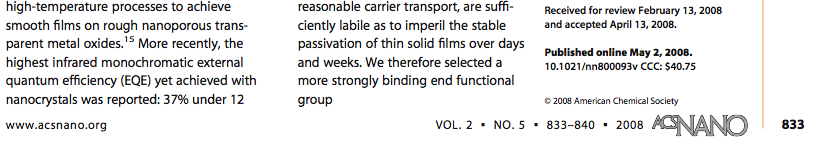 high-temperature processes to achieve
smooth films on rough nanoporous trans-
parent metal oxides.15 More recently, the
highest infrared monochromatic external
quantum efficiency (EQE) yet achieved with
nanocrystals was reported: 37% under 12
reasonable carrier transport, are suffi-
ciently labile as to imperil the stable
passivation of thin solid films over days
and weeks. We therefore selected a
more strongly binding end functional
group
Received for review February 13, 2008
and accepted April 13, 2008.
Published online May 2, 2008.
10.1021/nn800093v CCC: $40.75
© 2008 American Chemical Society
www.acsnano.org
VOL. 2 ▪ NO. 5 ▪ 833–840 ▪ 2008 ACSNANO 833